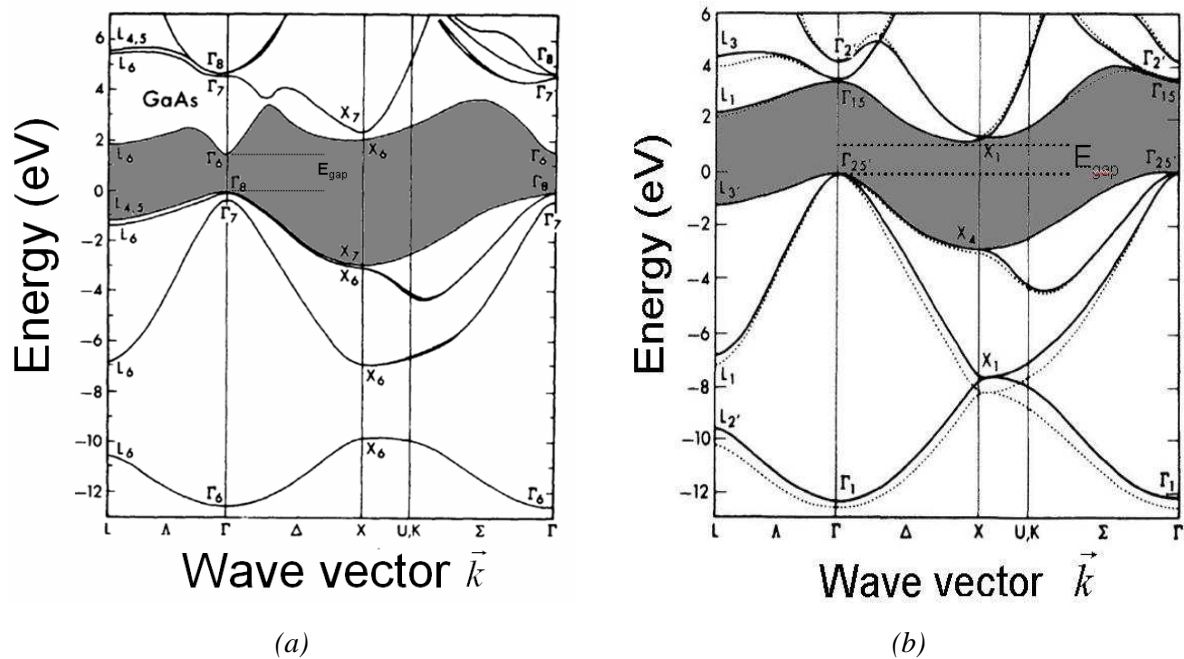 6
4
2
0
-2
-4
-6
-8
-10
-12
Energy (eV)
L4,5
L6
GaAs
L6
L4,5
L6
L6
L6
Γ8
Γ7
Γ6
Γ8
Γ7
Γ6
Egap
X7
X6
X7
X6
X6
X6
Γ8
Γ7
Γ6
Γ8
Γ7
Γ6
L Λ Γ Δ X U,K Σ Γ
Wave vector k⃗
(a)
6
4
2
0
-2
-4
-6
-8
-10
-12
Energy (eV)
L3
L1
L3'
L1
L2'
Γ2'
Γ15
Γ25'
Γ1
Egap
X1
X4
X1
Γ2'
Γ15
Γ25'
Γ1
L Λ Γ Δ X U,K Σ Γ
Wave vector k⃗
(b)